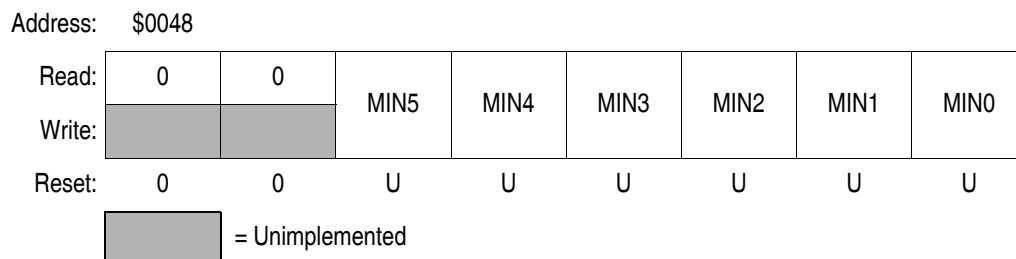 Address: $0048
Read: 0 0 MIN5 MIN4 MIN3 MIN2 MIN1 MIN0
Write:
Reset: 0 0 U U U U U U
= Unimplemented